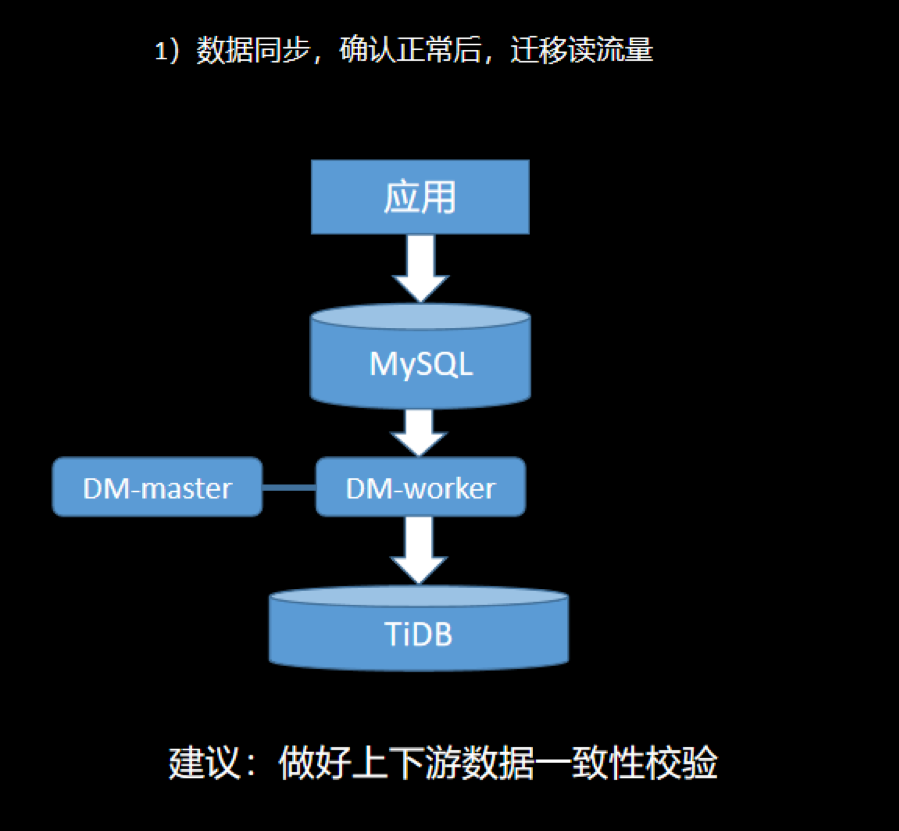 1）数据同步，确认正常后，迁移读流量
应用
MySQL
DM-master
DM-worker
TiDB
建议：做好上下游数据一致性校验